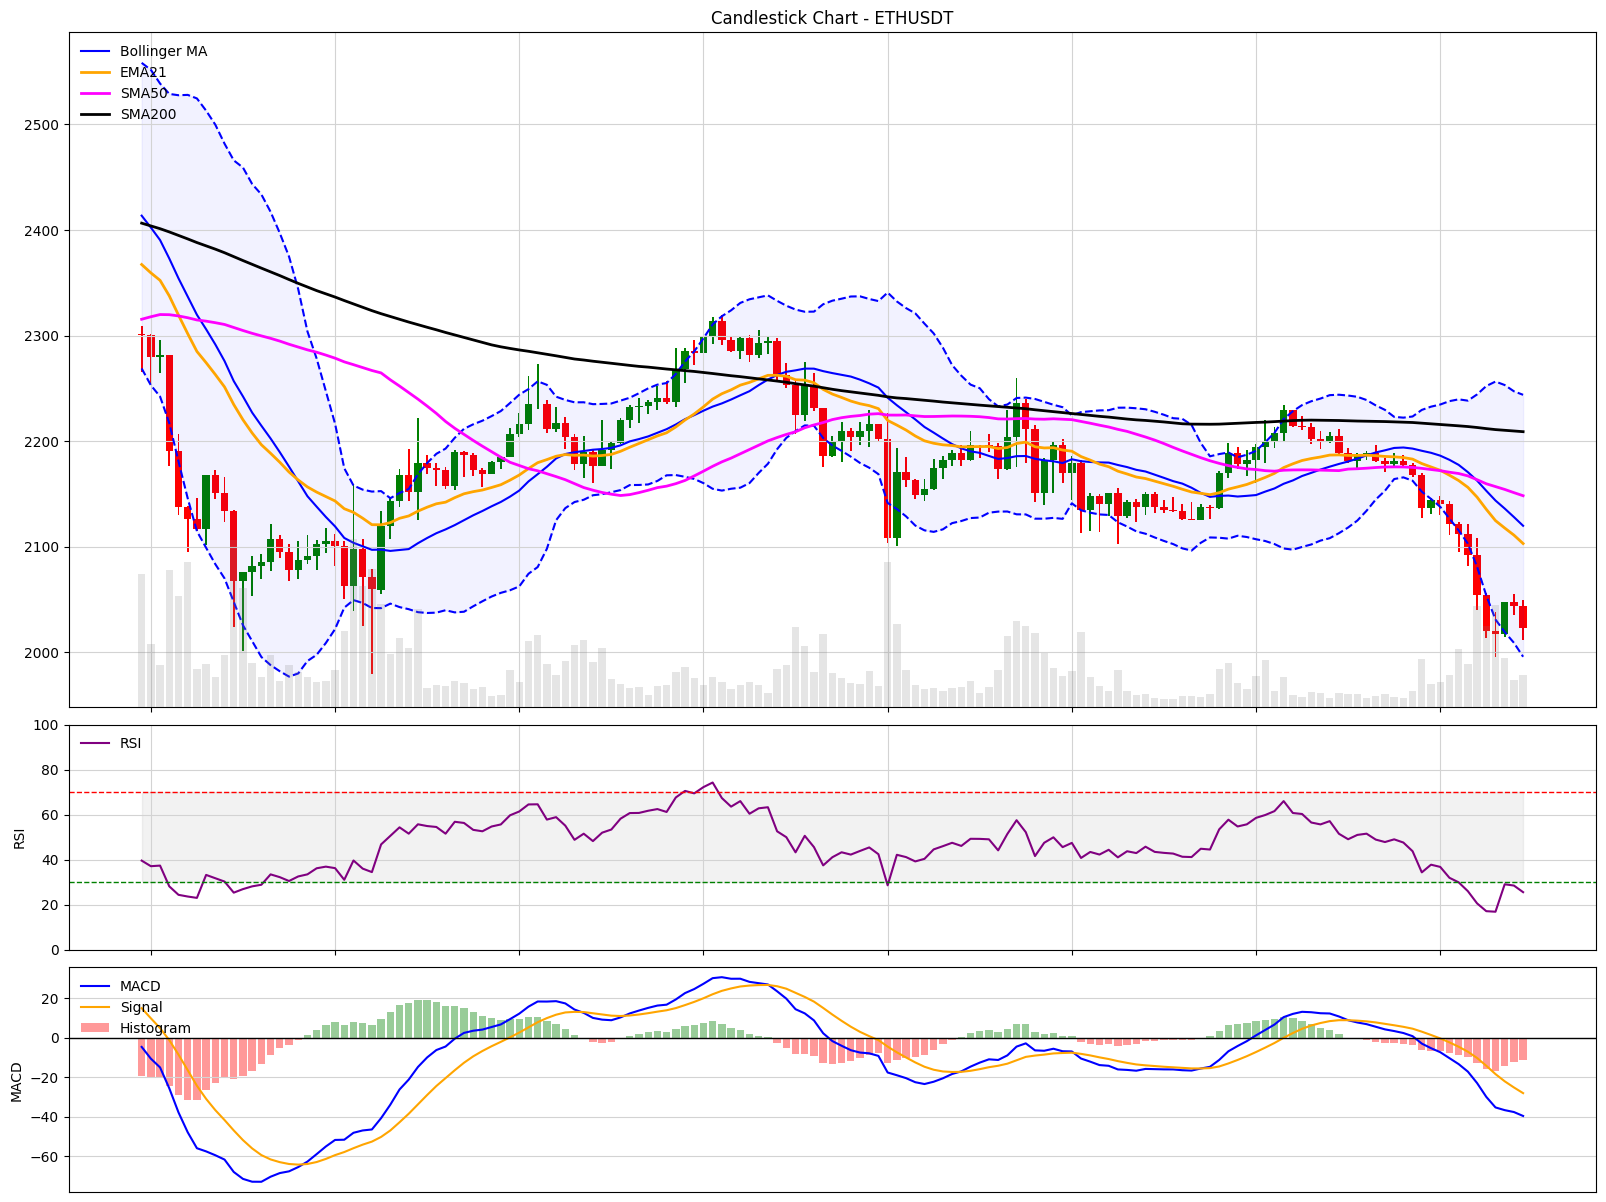 Candlestick Chart - ETHUSDT
Bollinger MA
EMA21
SMA50
SMA200
2500
2400
2300
2200
2100
2000
100
80
60
40
20
0
RSI
RSI
20
0
−20
−40
−60
MACD
MACD
Signal
Histogram